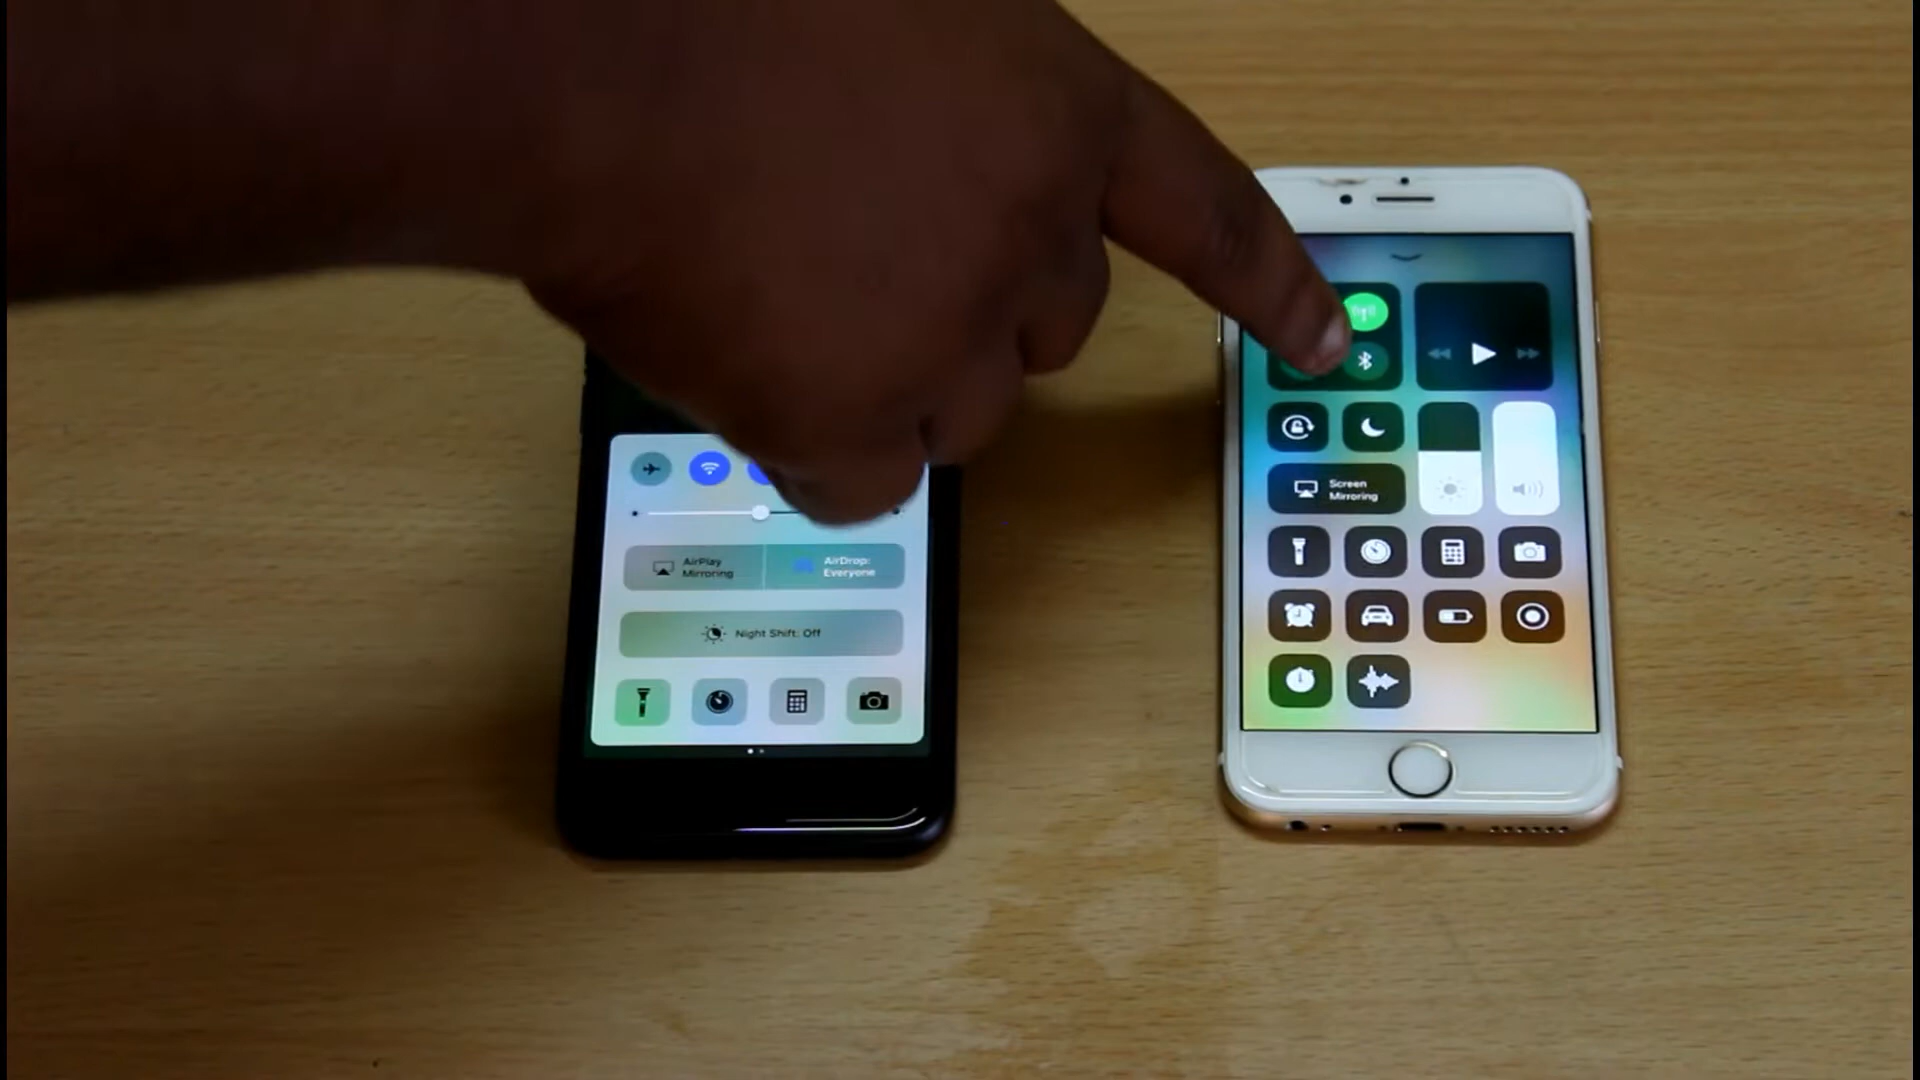 AirPlay
Mirroring
AirDrop:
Everyone
Night Shift: Off
Screen
Mirroring